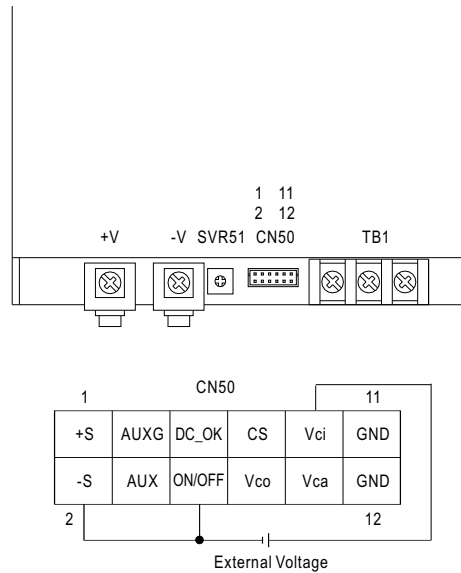 1 11
2 12
+V -V SVR51 CN50 TB1
CN50
1 11
+S AUXG DC_OK CS Vci GND
-S AUX ON/OFF Vco Vca GND
2 12
External Voltage